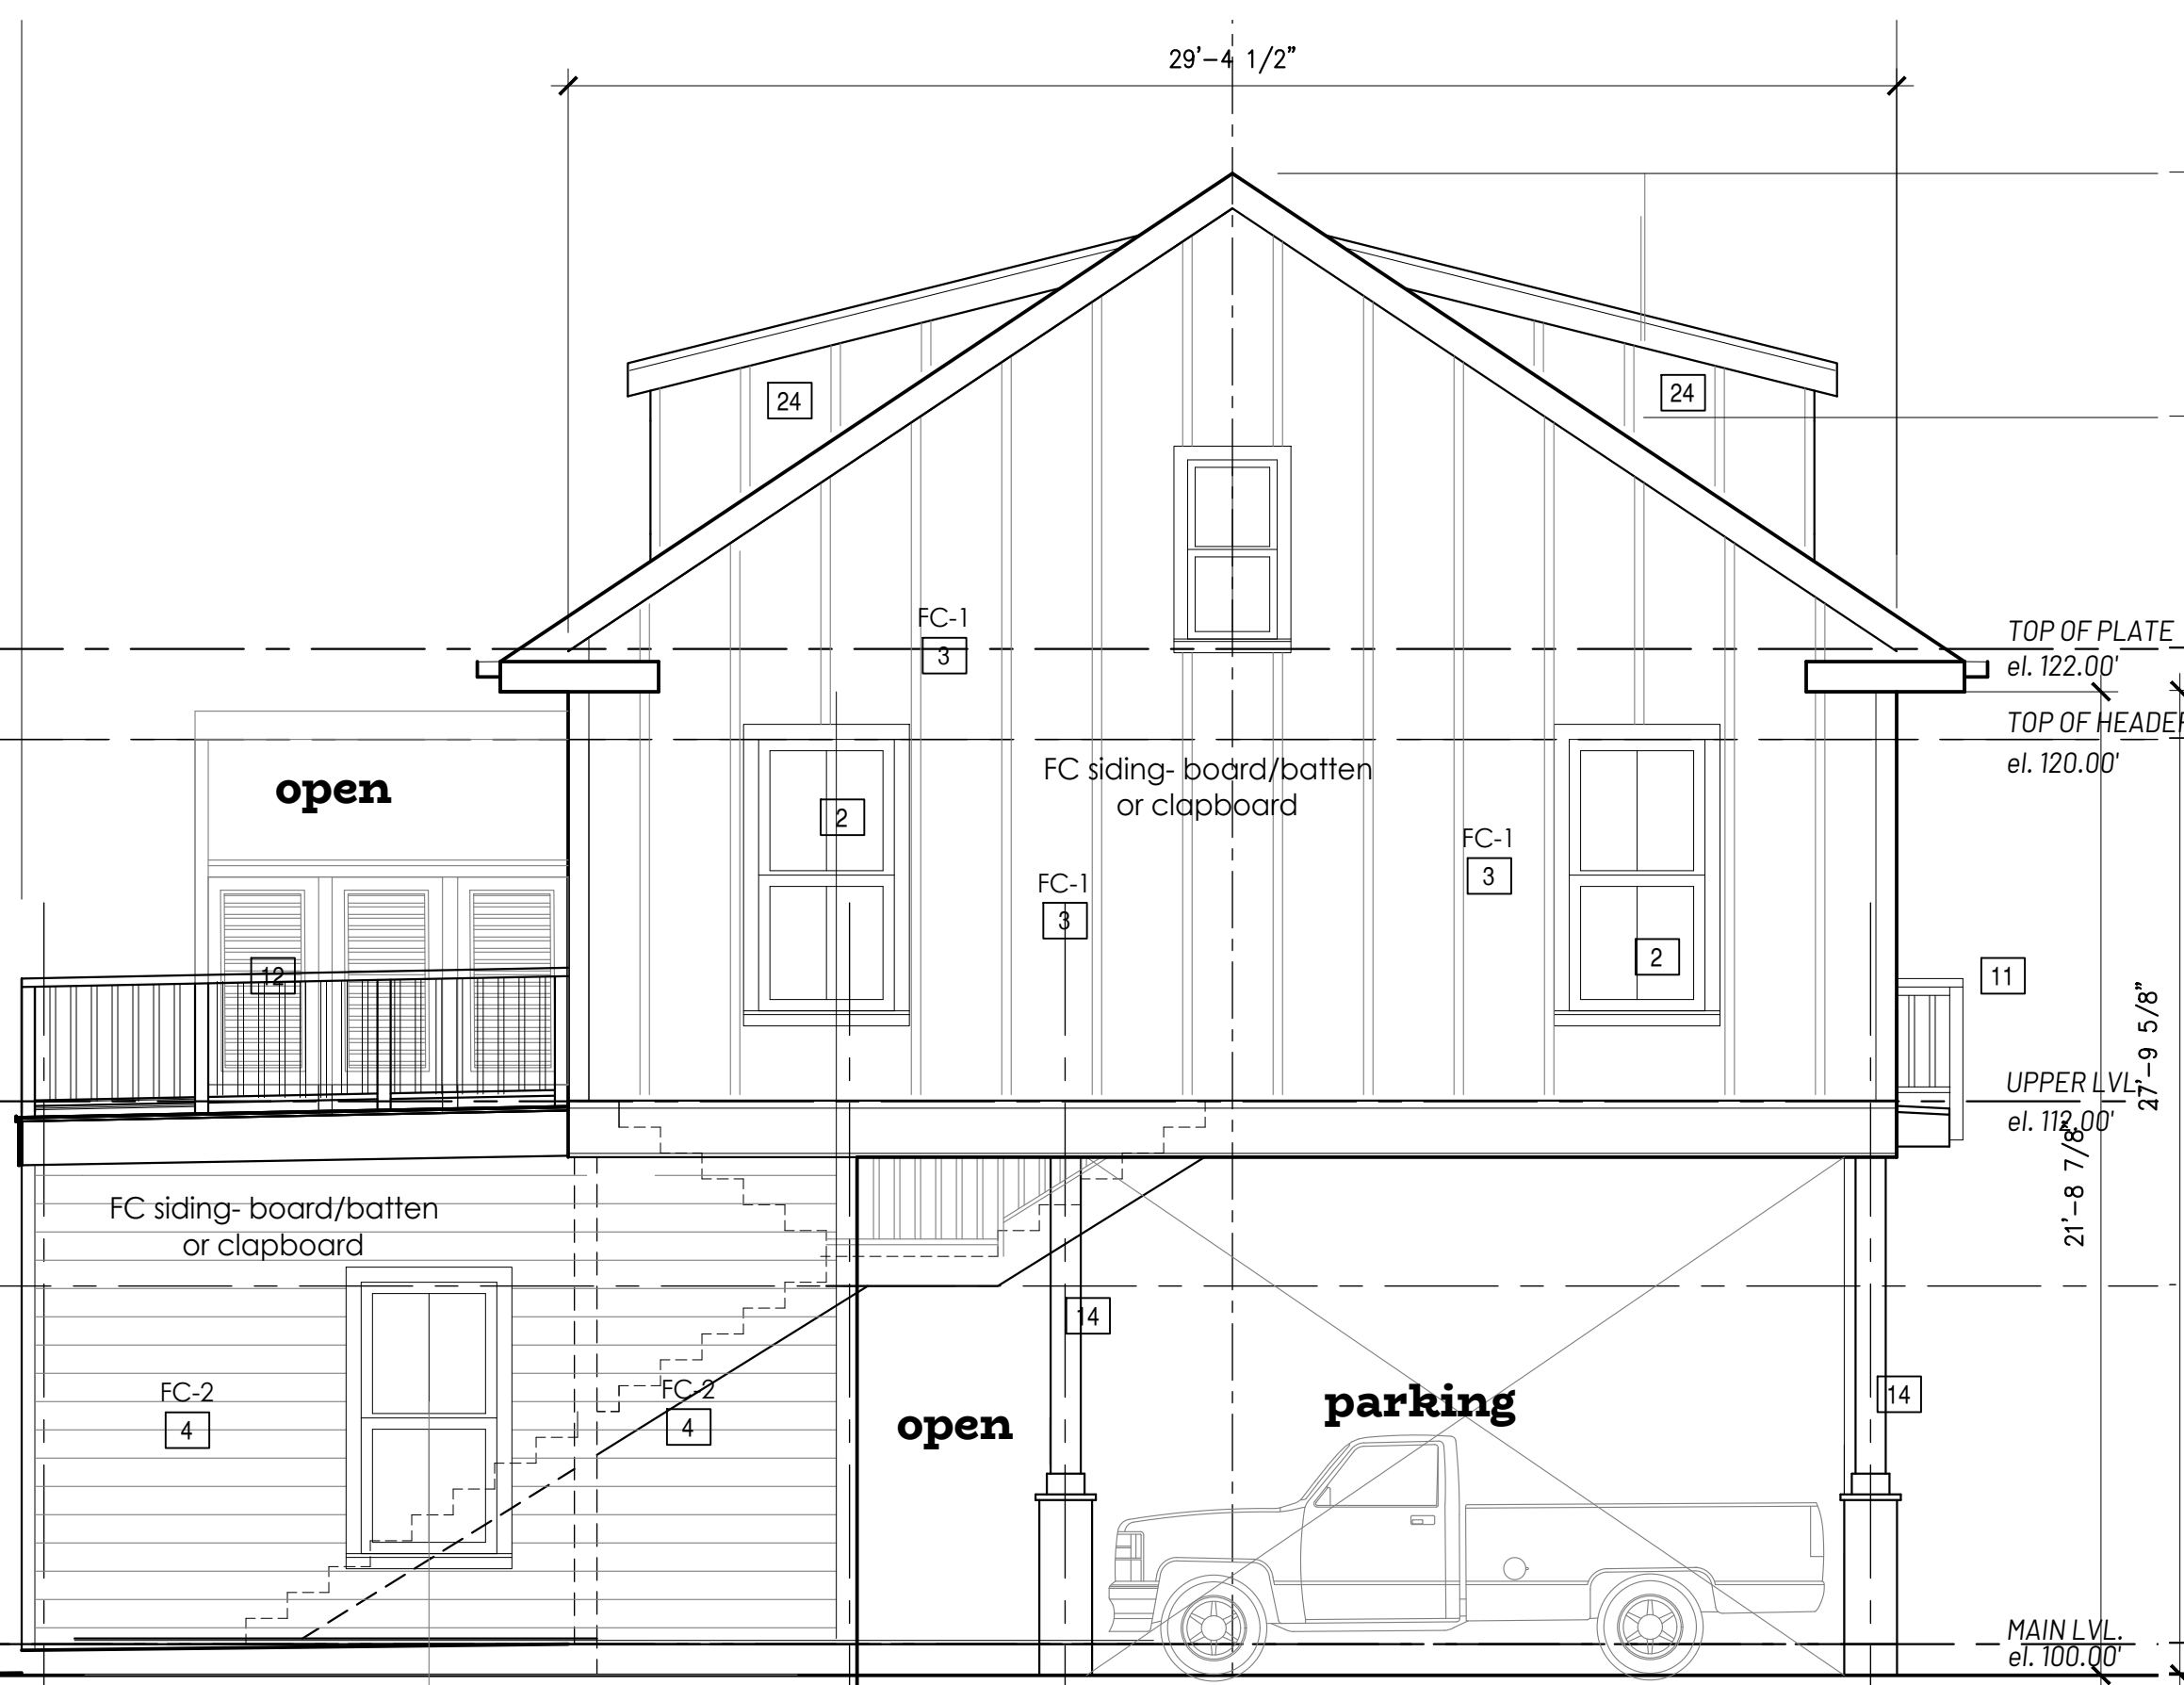 29'-4 1/2"
24
24
FC-1
3
TOP OF PLATE
el. 122.00'
TOP OF HEADER
el. 120.00'
open
FC siding- board/batten
or clapboard
2
FC-1
3
FC-1
3
2
12
11
27'-9 5/8"
UPPER LVL.
el. 112.00'
21'-8 7/8"
FC siding- board/batten
or clapboard
14
FC-2
4
FC-2
4
open
parking
14
MAIN LVL.
el. 100.00'